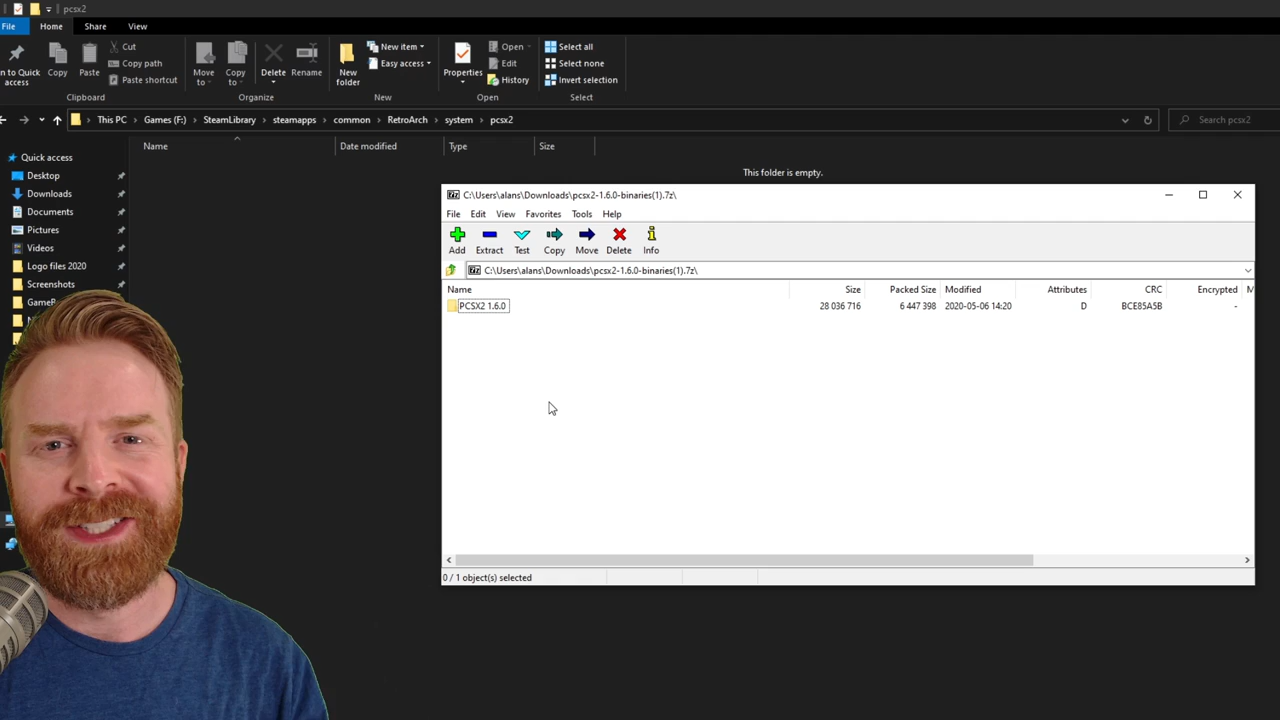 pcsx2
File Home Share View
n to Quick access
Copy
Paste
Cut
Copy path
Paste shortcut
Clipboard
Move to
Copy to
Delete
Rename
Organize
New folder
New item
Easy access
New
Properties
Open
Edit
History
Open
Select all
Select none
Invert selection
Select
This PC > Games (F:) > SteamLibrary > steamapps > common > RetroArch > system > pcsx2
Search pcsx2
Name Date modified Type Size
This folder is empty.
Quick access
Desktop
Downloads
Documents
Pictures
Videos
Logo files 2020
Screenshots
GameB
C:\Users\alans\Downloads\pcsx2-1.6.0-binaries(1).7z\
File Edit View Favorites Tools Help
Add Extract Test Copy Move Delete Info
C:\Users\alans\Downloads\pcsx2-1.6.0-binaries(1).7z\
Name Size Packed Size Modified Attributes CRC Encrypted M
PCSX2 1.6.0 28 036 716 6 447 398 2020-05-06 14:20 D BCE85A5B -
0 / 1 object(s) selected